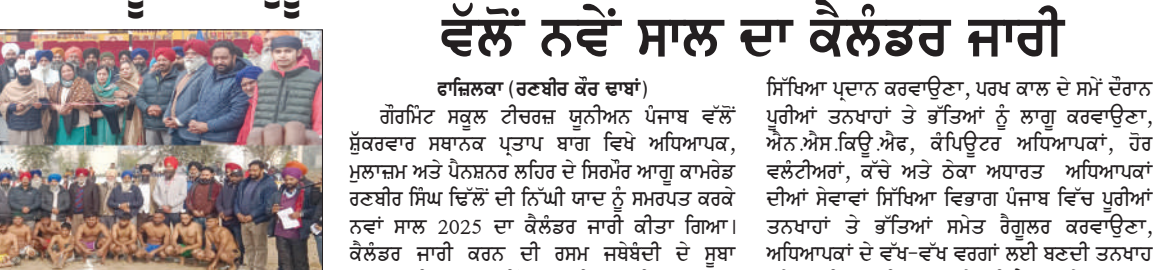 ਵੱਲੋਂ ਨਵੇਂ ਸਾਲ ਦਾ ਕੈਲੰਡਰ ਜਾਰੀ
ਫਾਜ਼ਿਲਕਾ (ਰਣਬੀਰ ਕੌਰ ਢਾਬਾਂ)
ਗੌਰਮਿੰਟ ਸਕੂਲ ਟੀਚਰਜ਼ ਯੂਨੀਅਨ ਪੰਜਾਬ ਵੱਲੋਂ
ਸ਼ੁੱਕਰਵਾਰ ਸਥਾਨਕ ਪ੍ਰਤਾਪ ਬਾਗ ਵਿਖੇ ਅਧਿਆਪਕ,
ਮੁਲਾਜ਼ਮ ਅਤੇ ਪੈਨਸ਼ਨਰ ਲਹਿਰ ਦੇ ਸਿਰਮੌਰ ਆਗੂ ਕਾਮਰੇਡ
ਰਣਬੀਰ ਸਿੰਘ ਢਿੱਲੋਂ ਦੀ ਨਿੱਘੀ ਯਾਦ ਨੂੰ ਸਮਰਪਤ ਕਰਕੇ
ਨਵਾਂ ਸਾਲ 2025 ਦਾ ਕੈਲੰਡਰ ਜਾਰੀ ਕੀਤਾ ਗਿਆ।
ਕੈਲੰਡਰ ਜਾਰੀ ਕਰਨ ਦੀ ਰਸਮ ਜਥੇਬੰਦੀ ਦੇ ਸੂਬਾ
ਸਿੱਖਿਆ ਪ੍ਰਦਾਨ ਕਰਵਾਉਣਾ, ਪਰਖ ਕਾਲ ਦੇ ਸਮੇਂ ਦੌਰਾਨ
ਪੂਰੀਆਂ ਤਨਖਾਹਾਂ ਤੇ ਭੱਤਿਆਂ ਨੂੰ ਲਾਗੂ ਕਰਵਾਉਣਾ,
ਐਨ.ਐਸ.ਕਿਊ.ਐਫ, ਕੰਪਿਊਟਰ ਅਧਿਆਪਕਾਂ, ਹੋਰ
ਵਲੰਟੀਅਰਾਂ, ਕੱਚੇ ਅਤੇ ਠੇਕਾ ਅਧਾਰਤ ਅਧਿਆਪਕਾਂ
ਦੀਆਂ ਸੇਵਾਵਾਂ ਸਿੱਖਿਆ ਵਿਭਾਗ ਪੰਜਾਬ ਵਿੱਚ ਪੂਰੀਆਂ
ਤਨਖਾਹਾਂ ਤੇ ਭੱਤਿਆਂ ਸਮੇਤ ਰੈਗੂਲਰ ਕਰਵਾਉਣਾ,
ਅਧਿਆਪਕਾਂ ਦੇ ਵੱਖ-ਵੱਖ ਵਰਗਾਂ ਲਈ ਬਣਦੀ ਤਨਖਾਹ